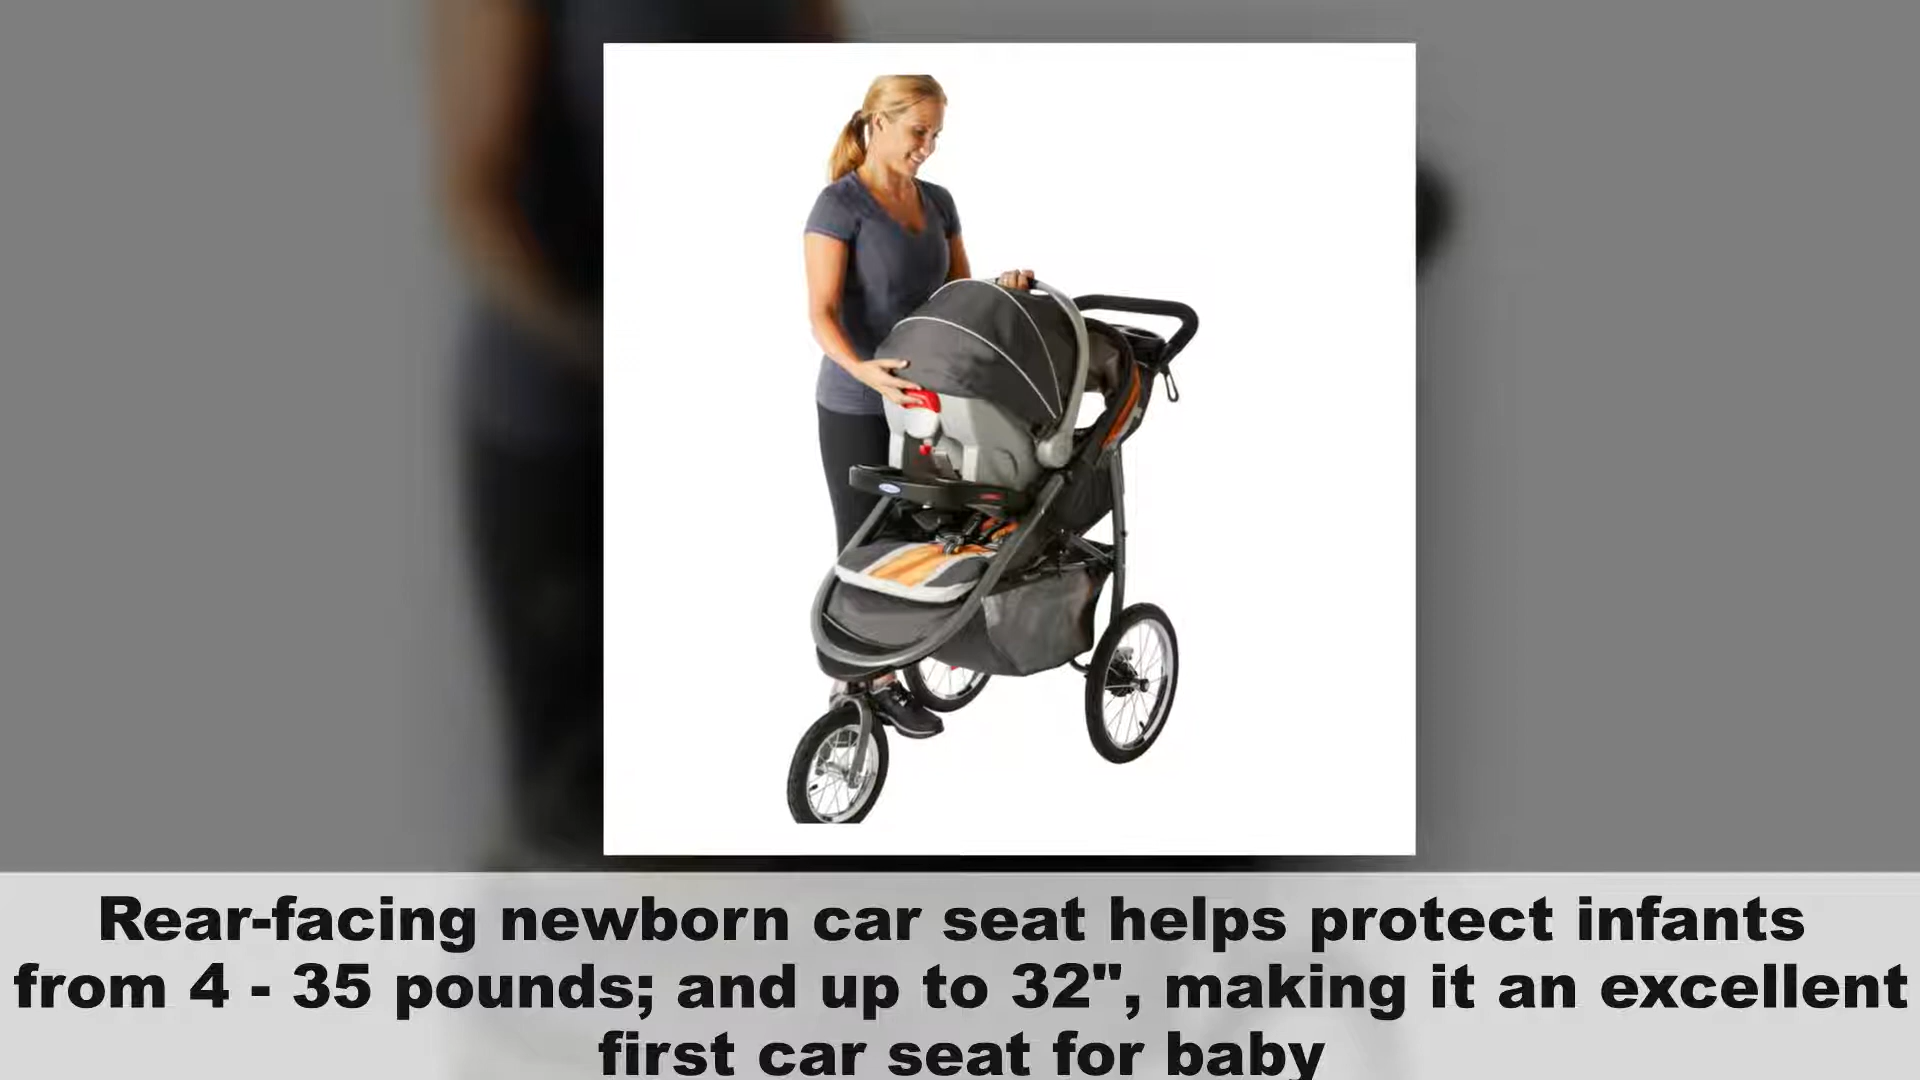 Rear-facing newborn car seat helps protect infants
from 4 - 35 pounds; and up to 32", making it an excellent
first car seat for baby